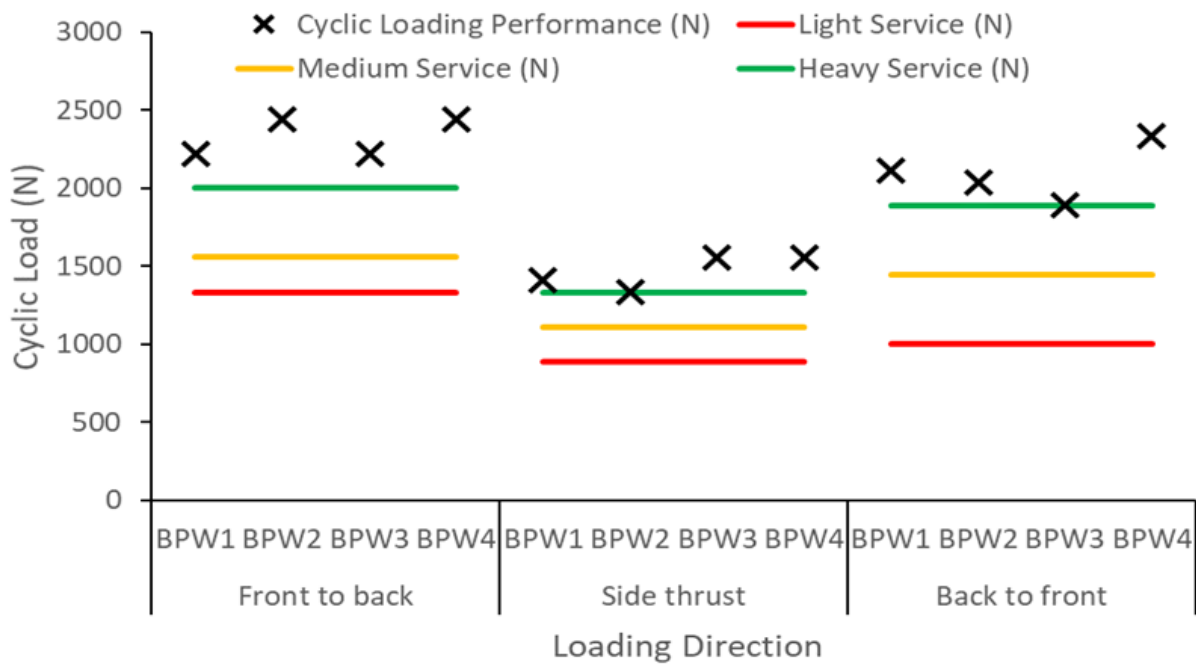 3000
Cyclic Loading Performance (N)
Light Service (N)
Medium Service (N)
Heavy Service (N)
2500
2000
1500
1000
500
0
Cyclic Load (N)
BPW1 BPW2 BPW3 BPW4 BPW1 BPW2 BPW3 BPW4 BPW1 BPW2 BPW3 BPW4
Front to back
Side thrust
Back to front
Loading Direction